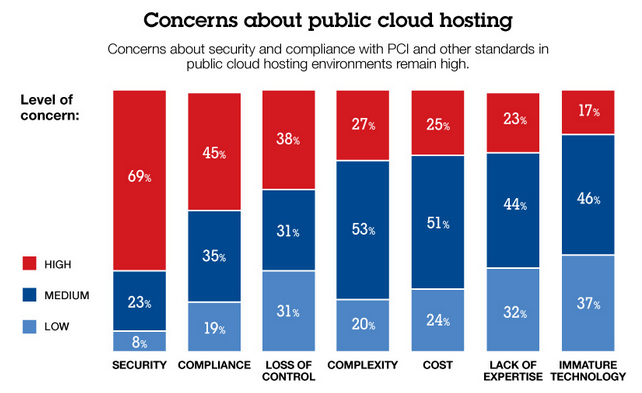 Concerns about public cloud hosting
Concerns about security and compliance with PCI and other standards in
public cloud hosting environments remain high.
Level of
concern:
HIGH
MEDIUM
LOW
69%
23%
8%
SECURITY
45%
35%
19%
COMPLIANCE
38%
31%
31%
LOSS OF
CONTROL
27%
53%
20%
COMPLEXITY
25%
51%
24%
COST
23%
44%
32%
LACK OF
EXPERTISE
17%
46%
37%
IMMATURE
TECHNOLOGY